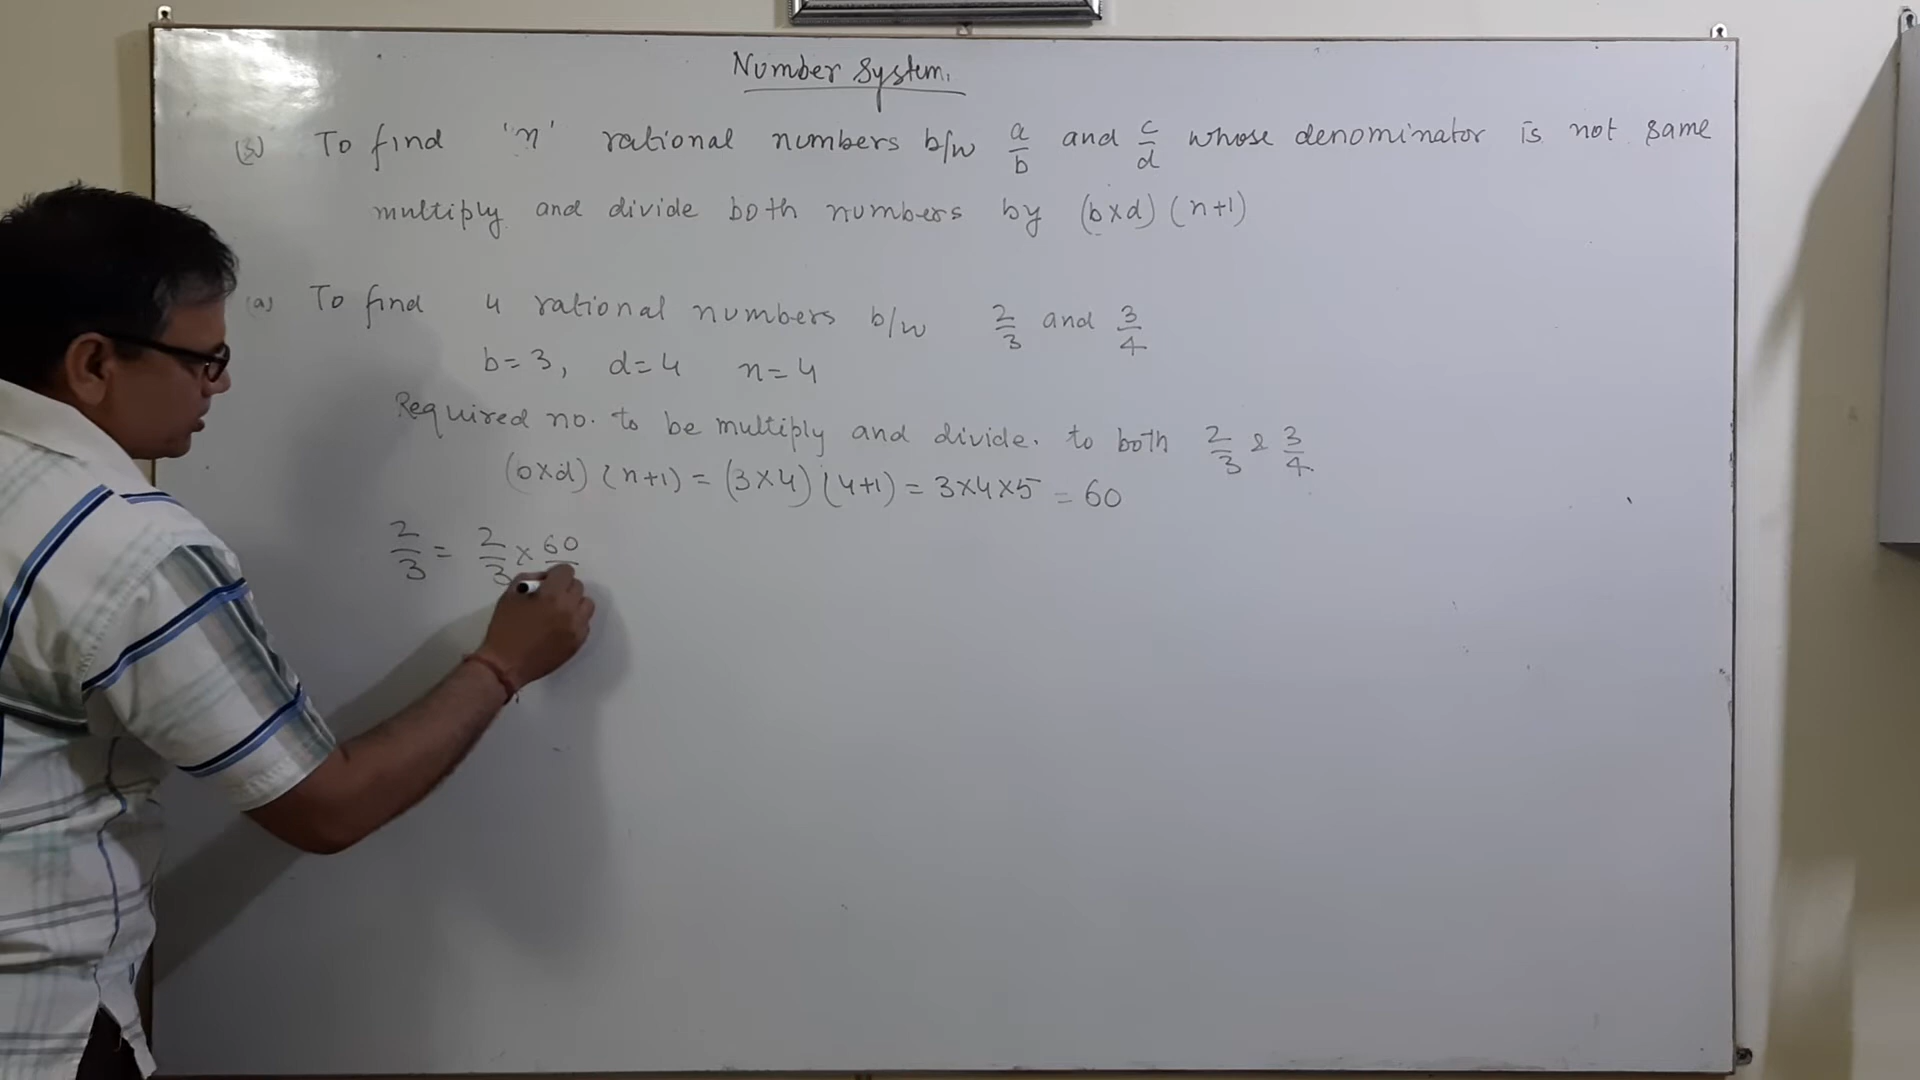 Number System.
(3) To find 'n' rational numbers b/w a/b and c/d whose denominator is not same
multiply and divide both numbers by (b×d) (n+1)
(a) To find 4 rational numbers b/w 2/3 and 3/4
b=3, d=4 n=4
Required no. to be multiply and divide. to both 2/3 & 3/4.
(b×d) (n+1) = (3×4) (4+1) = 3×4×5 = 60
2/3 = 2/3 × 60